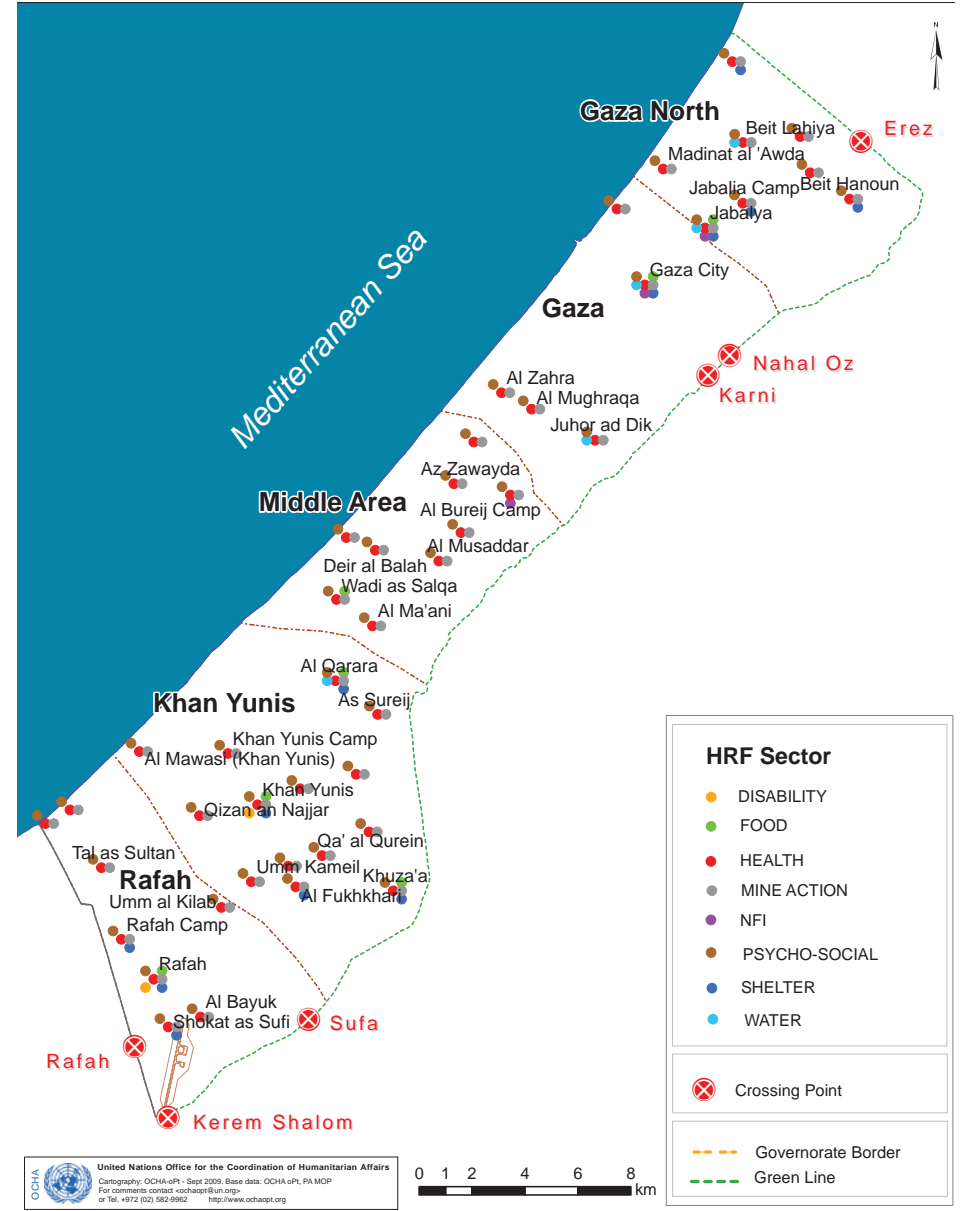 N
Gaza North
Beit Lahiya
Erez
Madinat al 'Awda
Jabalia Camp
Beit Hanoun
Jabalya
Mediterranean Sea
Gaza City
Gaza
Nahal Oz
Karni
Al Zahra
Al Mughraqa
Juhor ad Dik
Az Zawayda
Middle Area
Al Bureij Camp
Al Musaddar
Deir al Balah
Wadi as Salqa
Al Ma'ani
Al Qarara
As Sureij
Khan Yunis
Khan Yunis Camp
Al Mawasi (Khan Yunis)
Khan Yunis
Qizan an Najjar
Qa' al Qurein
Tal as Sultan
Umm Kameil
Khuza'a
Rafah
Al Fukhkhari
Umm al Kilab
Rafah Camp
Rafah
Al Bayuk
Shokat as Sufi
Sufa
Rafah
Kerem Shalom
HRF Sector
DISABILITY
FOOD
HEALTH
MINE ACTION
NFI
PSYCHO-SOCIAL
SHELTER
WATER
Crossing Point
Governorate Border
Green Line
OCHA
United Nations Office for the Coordination of Humanitarian Affairs
Cartography: OCHA-oPt - Sept 2009. Base data: OCHA oPt, PA MOP
For comments contact <ochaopt@un.org>
or Tel. +972 (02) 582-9962 http://www.ochaopt.org
0 1 2 4 6 8
km